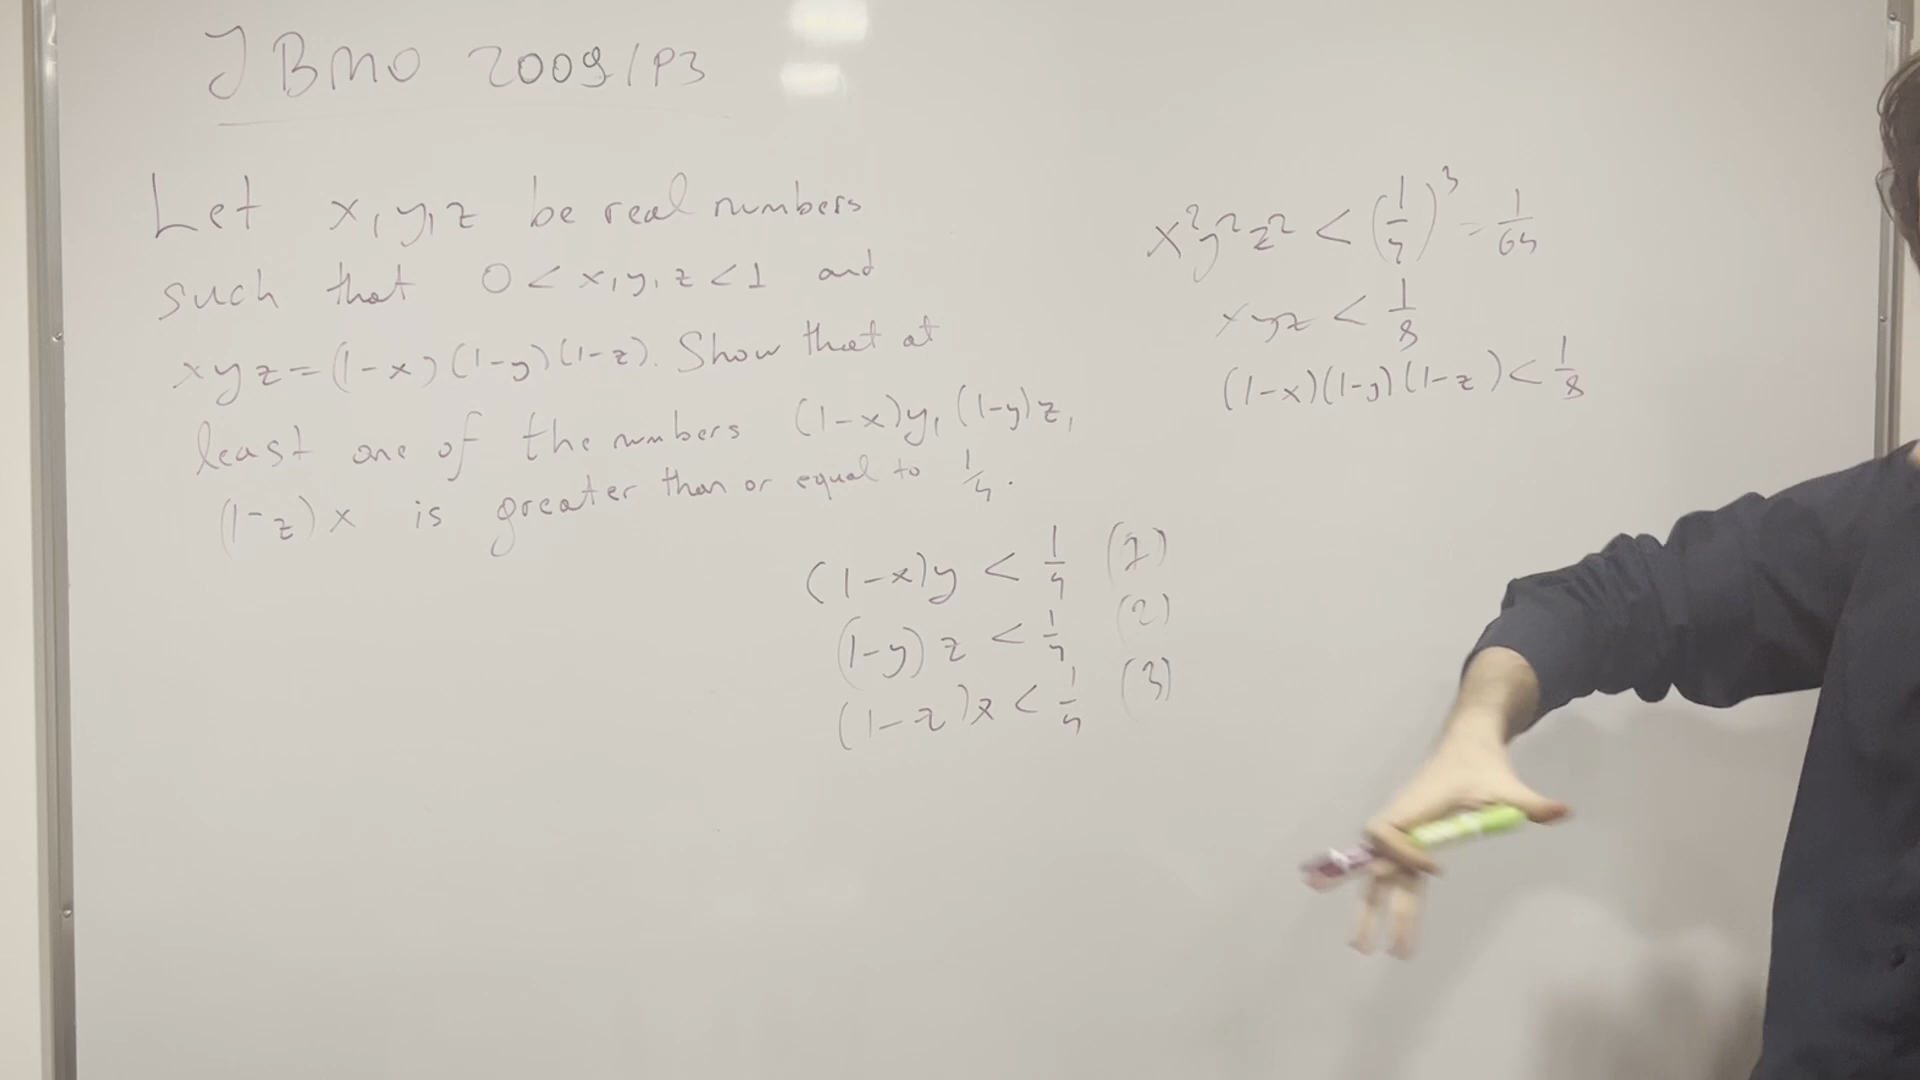 JBMO 2009/P3
Let x, y, z be real numbers
such that 0 < x, y, z < 1 and
xyz = (1-x)(1-y)(1-z). Show that at
least one of the numbers (1-x)y, (1-y)z,
(1-z)x is greater than or equal to 1/4.
(1-x)y < 1/4 (1)
(1-y)z < 1/4 (2)
(1-z)x < 1/4 (3)
x²y²z² < (1/4)³ = 1/64
xyz < 1/8
(1-x)(1-y)(1-z) < 1/8